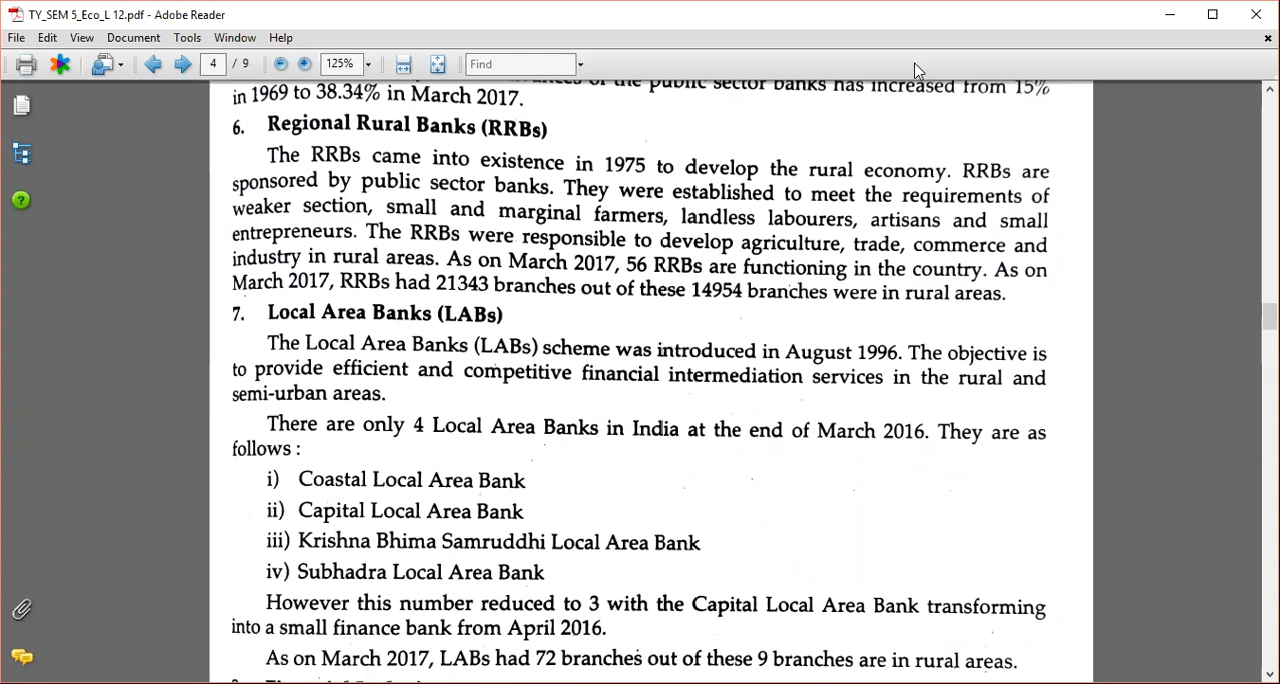 TY_SEM 5_Eco_L 12.pdf - Adobe Reader
File Edit View Document Tools Window Help
4 / 9 125% Find
of the public sector banks has increased from 15%
in 1969 to 38.34% in March 2017.
6. Regional Rural Banks (RRBs)
The RRBs came into existence in 1975 to develop the rural economy. RRBs are
sponsored by public sector banks. They were established to meet the requirements of
weaker section, small and marginal farmers, landless labourers, artisans and small
entrepreneurs. The RRBs were responsible to develop agriculture, trade, commerce and
industry in rural areas. As on March 2017, 56 RRBs are functioning in the country. As on
March 2017, RRBs had 21343 branches out of these 14954 branches were in rural areas.
7. Local Area Banks (LABs)
The Local Area Banks (LABs) scheme was introduced in August 1996. The objective is
to provide efficient and competitive financial intermediation services in the rural and
semi-urban areas.
There are only 4 Local Area Banks in India at the end of March 2016. They are as
follows :
i) Coastal Local Area Bank
ii) Capital Local Area Bank
iii) Krishna Bhima Samruddhi Local Area Bank
iv) Subhadra Local Area Bank
However this number reduced to 3 with the Capital Local Area Bank transforming
into a small finance bank from April 2016.
As on March 2017, LABs had 72 branches out of these 9 branches are in rural areas.